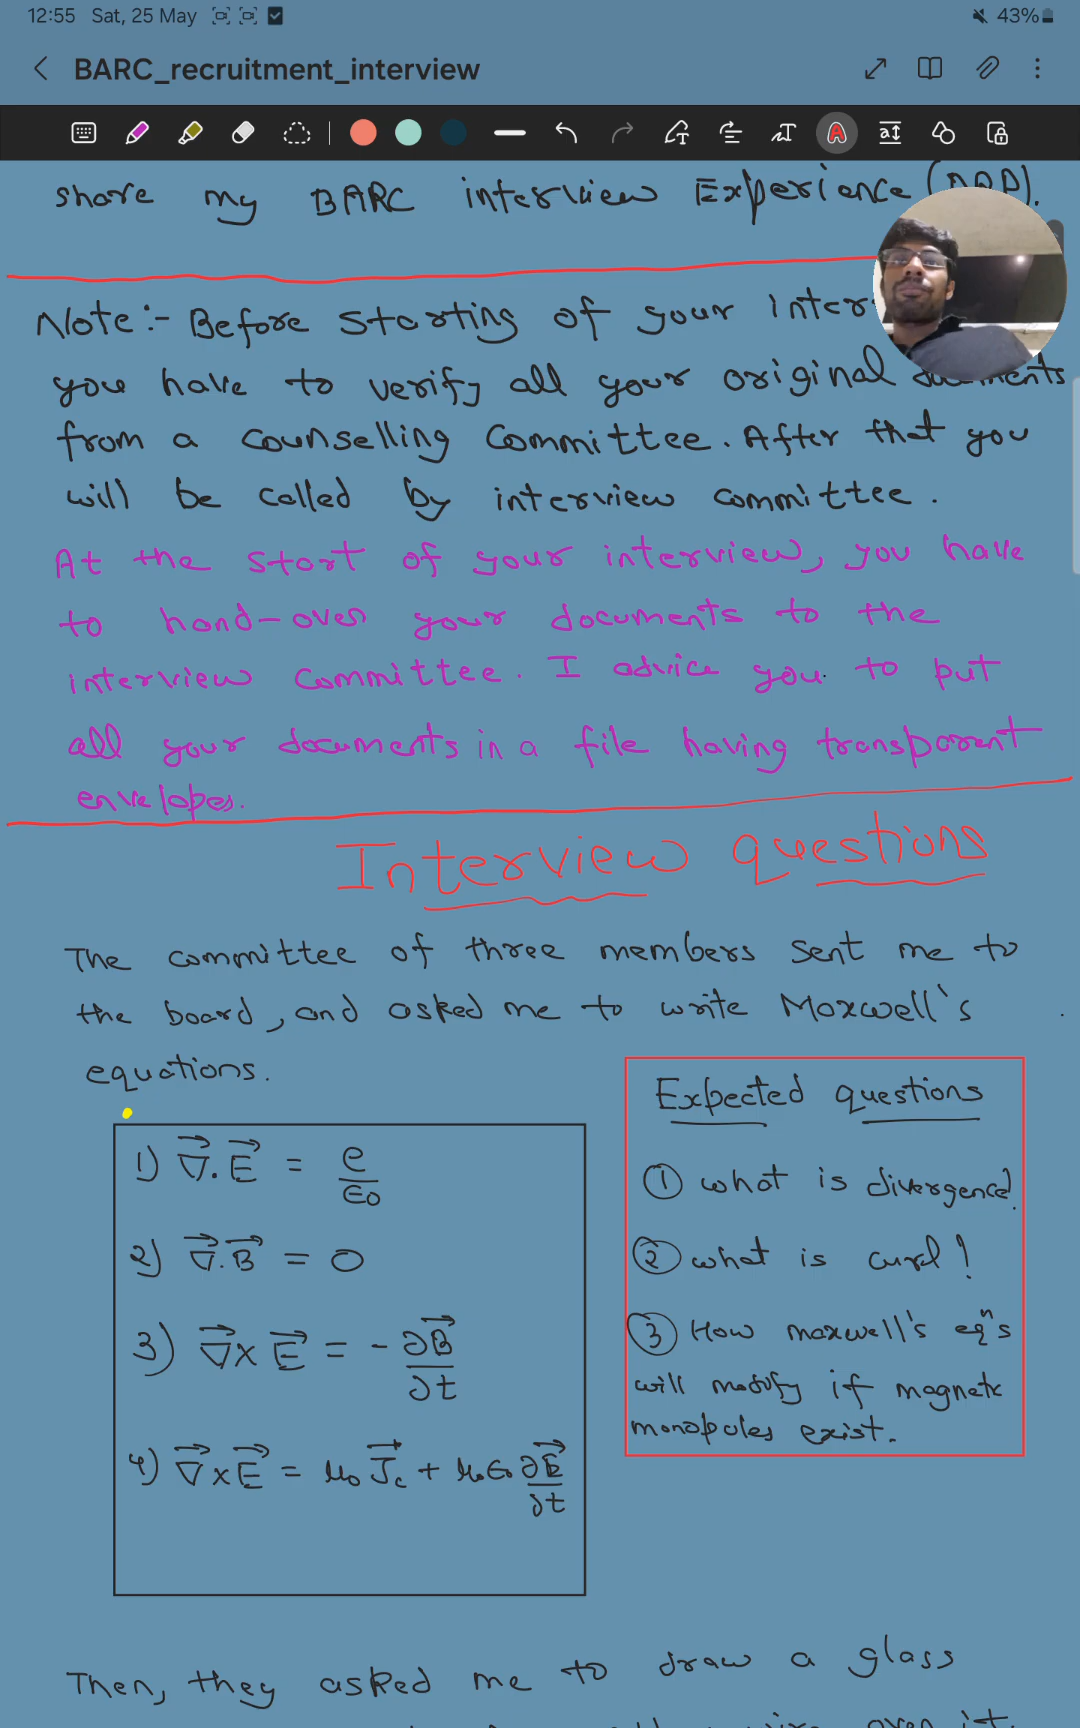 12:55 Sat, 25 May 43%
BARC_recruitment_interview
share my BARC interview Experience
Note:- Before starting of your
you have to verify all your original documents
from a counselling committee. After that you
will be called by interview committee.
At the start of your interview, you have
to hand-over your documents to the
interview committee. I advice you to put
all your documents in a file having transparent
envelopes.
Interview questions
The committee of three members sent me to
the board, and asked me to write Maxwell's
equations.
1) ∇⃗.E⃗ = ρ/ε0
2) ∇⃗.B⃗ = 0
3) ∇⃗×E⃗ = -∂B⃗/∂t
4) ∇⃗×E⃗ = μ0 J⃗c + μ0ε0 ∂E⃗/∂t
Expected questions
① what is divergence.
② what is curl!
③ How maxwell's eqⁿs
will modify if magnetic
monopoles exist.
Then, they asked me to draw a glass
wire over it.